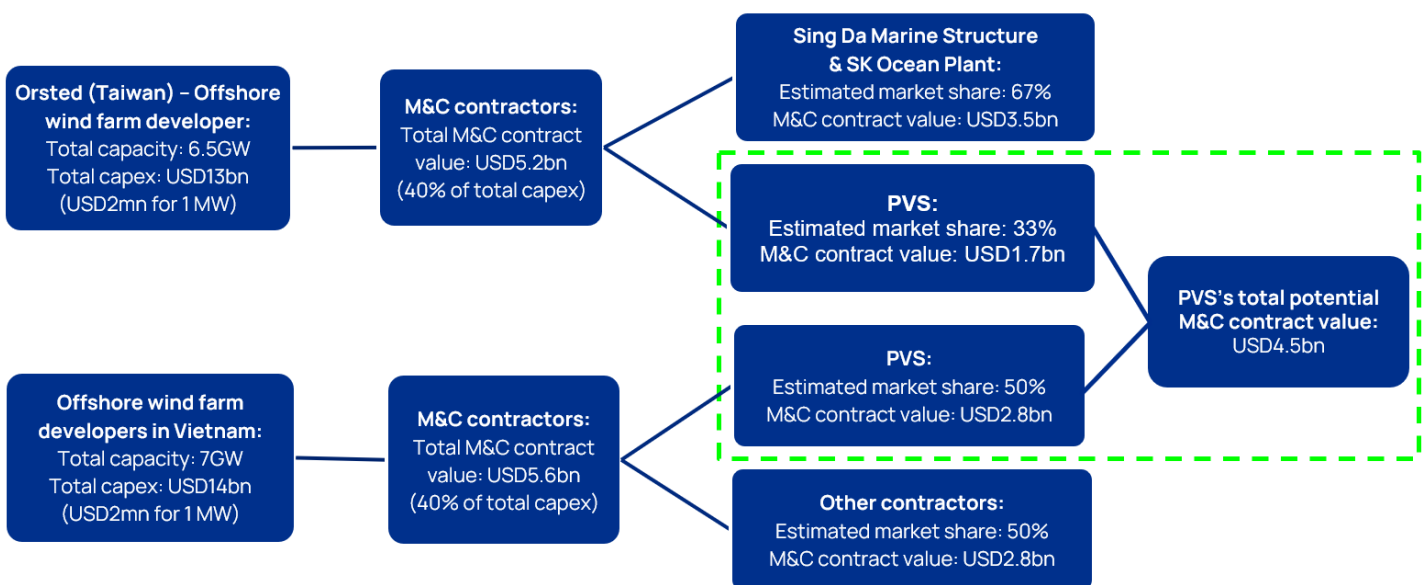 Orsted (Taiwan) – Offshore
wind farm developer:
Total capacity: 6.5GW
Total capex: USD13bn
(USD2mn for 1 MW)
M&C contractors:
Total M&C contract
value: USD5.2bn
(40% of total capex)
Sing Da Marine Structure
& SK Ocean Plant:
Estimated market share: 67%
M&C contract value: USD3.5bn
PVS:
Estimated market share: 33%
M&C contract value: USD1.7bn
PVS's total potential
M&C contract value:
USD4.5bn
Offshore wind farm
developers in Vietnam:
Total capacity: 7GW
Total capex: USD14bn
(USD2mn for 1 MW)
M&C contractors:
Total M&C contract
value: USD5.6bn
(40% of total capex)
PVS:
Estimated market share: 50%
M&C contract value: USD2.8bn
Other contractors:
Estimated market share: 50%
M&C contract value: USD2.8bn